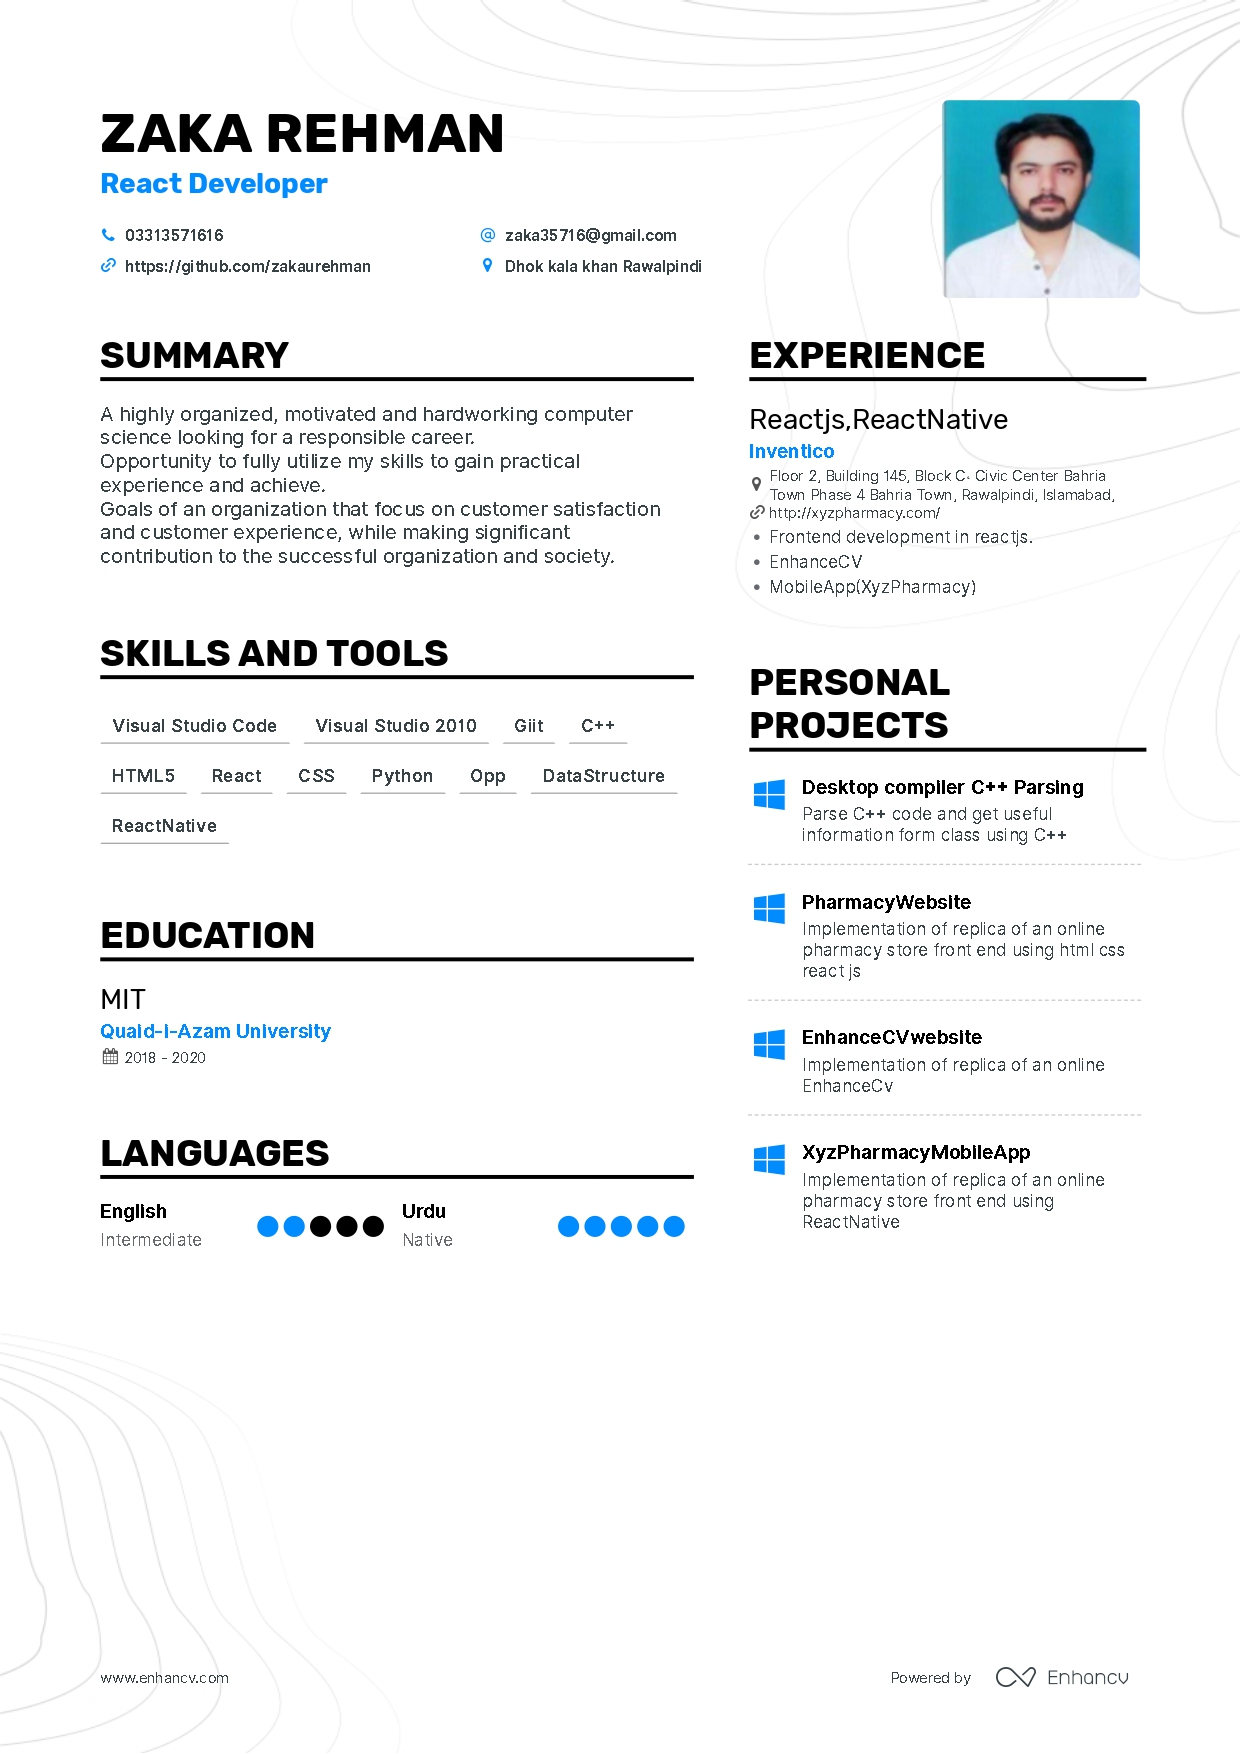 ZAKA REHMAN
React Developer
03313571616
zaka35716@gmail.com
https://github.com/zakaurehman
Dhok kala khan Rawalpindi
SUMMARY
A highly organized, motivated and hardworking computer
science looking for a responsible career.
Opportunity to fully utilize my skills to gain practical
experience and achieve.
Goals of an organization that focus on customer satisfaction
and customer experience, while making significant
contribution to the successful organization and society.
SKILLS AND TOOLS
Visual Studio Code Visual Studio 2010 Giit C++
HTML5 React CSS Python Opp DataStructure
ReactNative
EDUCATION
MIT
Quaid-i-Azam University
2018 - 2020
LANGUAGES
English
Intermediate
Urdu
Native
EXPERIENCE
Reactjs,ReactNative
Inventico
Floor 2, Building 145, Block C، Civic Center Bahria
Town Phase 4 Bahria Town, Rawalpindi, Islamabad,
http://xyzpharmacy.com/
• Frontend development in reactjs.
• EnhanceCV
• MobileApp(XyzPharmacy)
PERSONAL
PROJECTS
Desktop compiler C++ Parsing
Parse C++ code and get useful
information form class using C++
PharmacyWebsite
Implementation of replica of an online
pharmacy store front end using html css
react js
EnhanceCVwebsite
Implementation of replica of an online
EnhanceCv
XyzPharmacyMobileApp
Implementation of replica of an online
pharmacy store front end using
ReactNative
www.enhancv.com
Powered by Enhancv